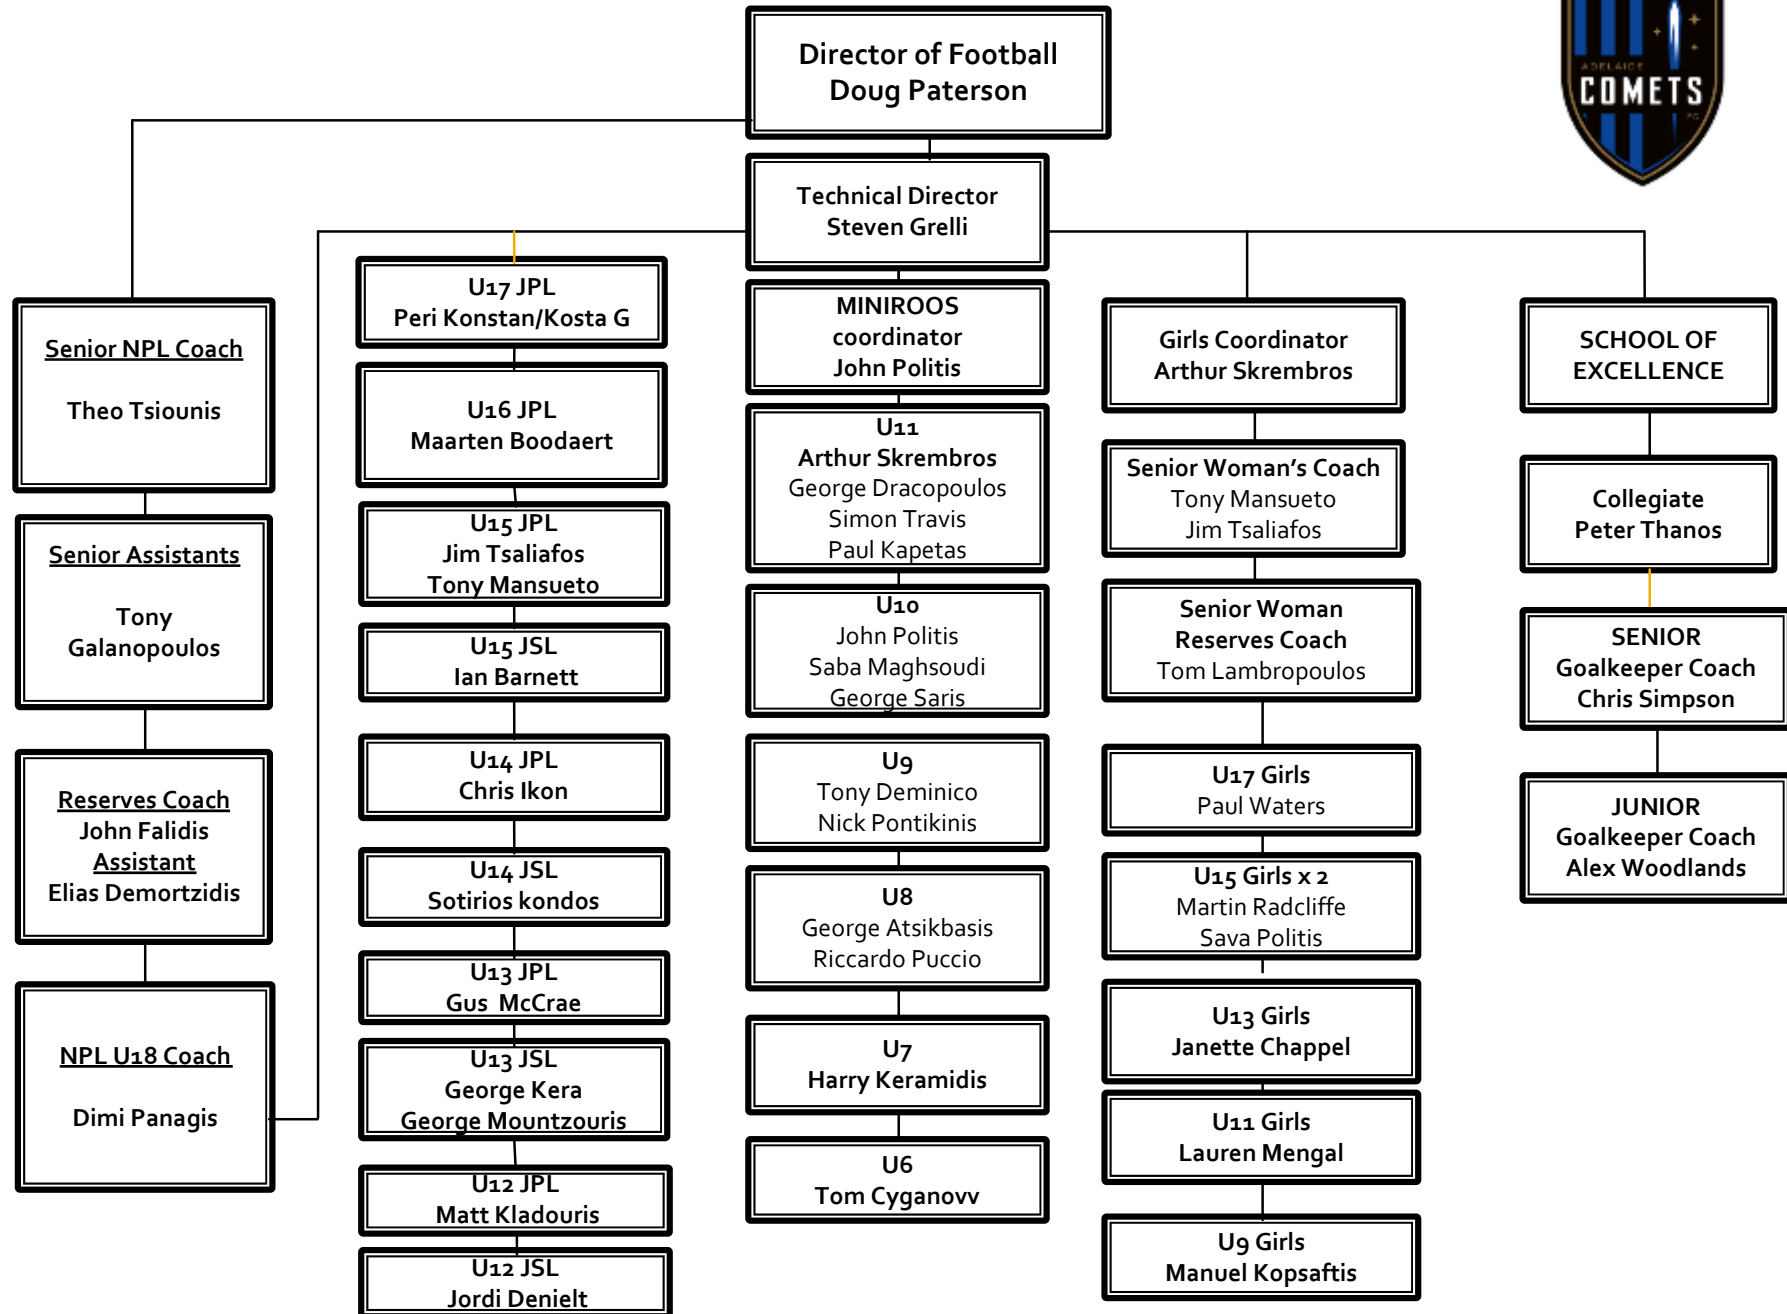 Director of Football
Doug Paterson
ADELAIDE
COMETS
FC
Technical Director
Steven Grelli
Senior NPL Coach
Theo Tsiounis
Senior Assistants
Tony
Galanopoulos
Reserves Coach
John Falidis
Assistant
Elias Demortzidis
NPL U18 Coach
Dimi Panagis
U17 JPL
Peri Konstan/Kosta G
U16 JPL
Maarten Boodaert
U15 JPL
Jim Tsaliafos
Tony Mansueto
U15 JSL
Ian Barnett
U14 JPL
Chris Ikon
U14 JSL
Sotirios kondos
U13 JPL
Gus McCrae
U13 JSL
George Kera
George Mountzouris
U12 JPL
Matt Kladouris
U12 JSL
Jordi Denielt
MINIROOS
coordinator
John Politis
U11
Arthur Skrembros
George Dracopoulos
Simon Travis
Paul Kapetas
U10
John Politis
Saba Maghsoudi
George Saris
U9
Tony Deminico
Nick Pontikinis
U8
George Atsikbasis
Riccardo Puccio
U7
Harry Keramidis
U6
Tom Cyganovv
Girls Coordinator
Arthur Skrembros
Senior Woman’s Coach
Tony Mansueto
Jim Tsaliafos
Senior Woman
Reserves Coach
Tom Lambropoulos
U17 Girls
Paul Waters
U15 Girls x 2
Martin Radcliffe
Sava Politis
U13 Girls
Janette Chappel
U11 Girls
Lauren Mengal
U9 Girls
Manuel Kopsaftis
SCHOOL OF
EXCELLENCE
Collegiate
Peter Thanos
SENIOR
Goalkeeper Coach
Chris Simpson
JUNIOR
Goalkeeper Coach
Alex Woodlands